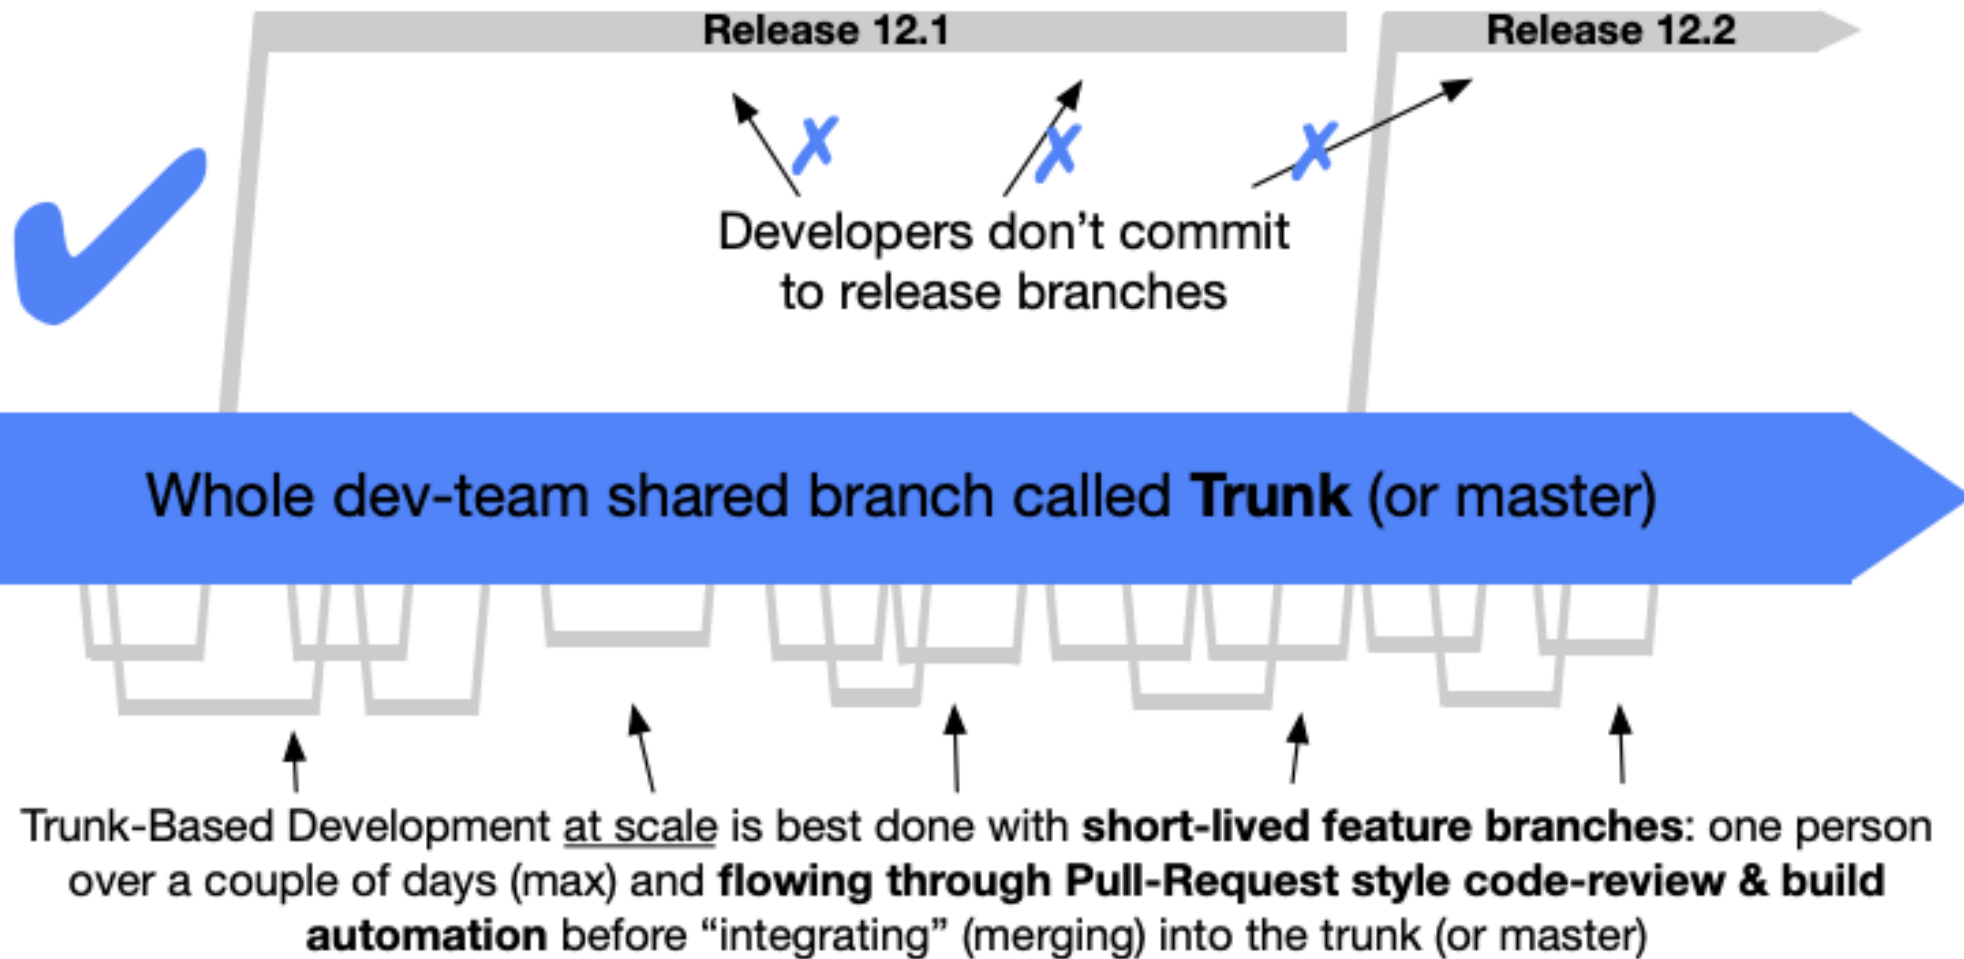 Release 12.1
Release 12.2
Developers don’t commit
to release branches
Whole dev-team shared branch called Trunk (or master)
Trunk-Based Development at scale is best done with short-lived feature branches: one person
over a couple of days (max) and flowing through Pull-Request style code-review & build
automation before “integrating” (merging) into the trunk (or master)